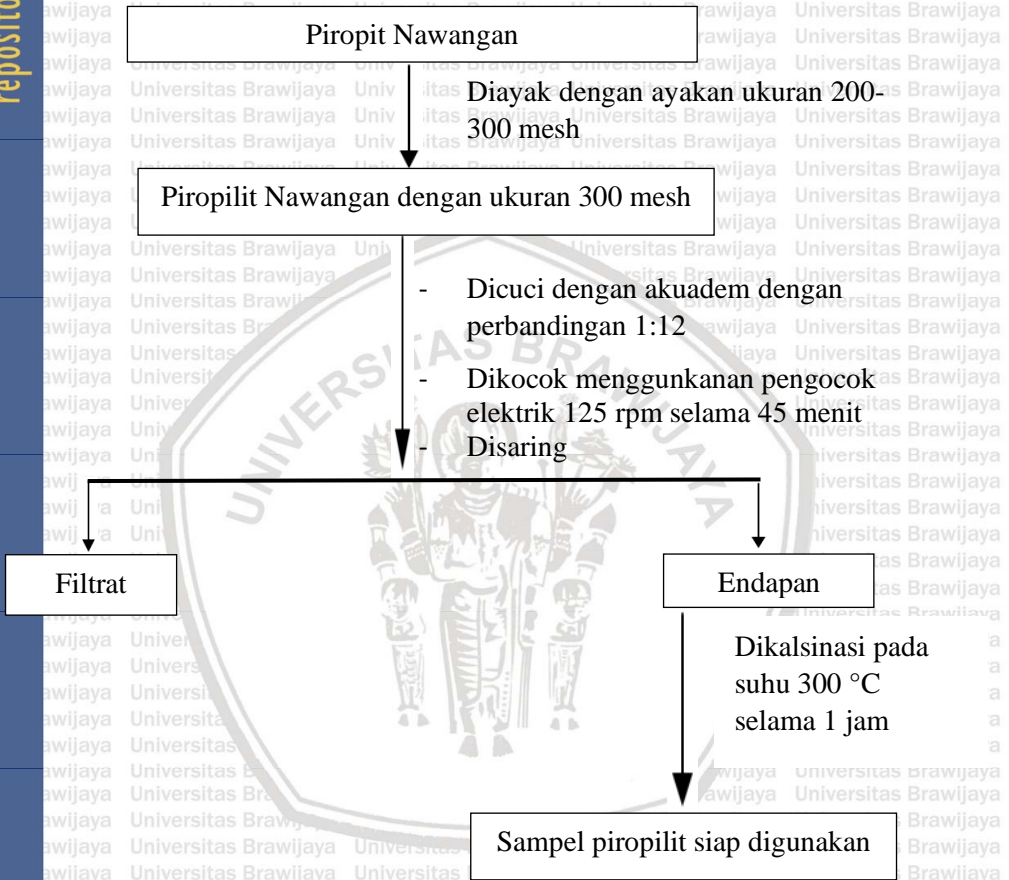 Piropit Nawangan
Diayak dengan ayakan ukuran 200-
300 mesh
Piropilit Nawangan dengan ukuran 300 mesh
- Dicuci dengan akuadem dengan
perbandingan 1:12
- Dikocok menggunkanan pengocok
elektrik 125 rpm selama 45 menit
- Disaring
Filtrat
Endapan
Dikalsinasi pada
suhu 300 °C
selama 1 jam
Sampel piropilit siap digunakan
UNIVERSITAS BRAWIJAYA